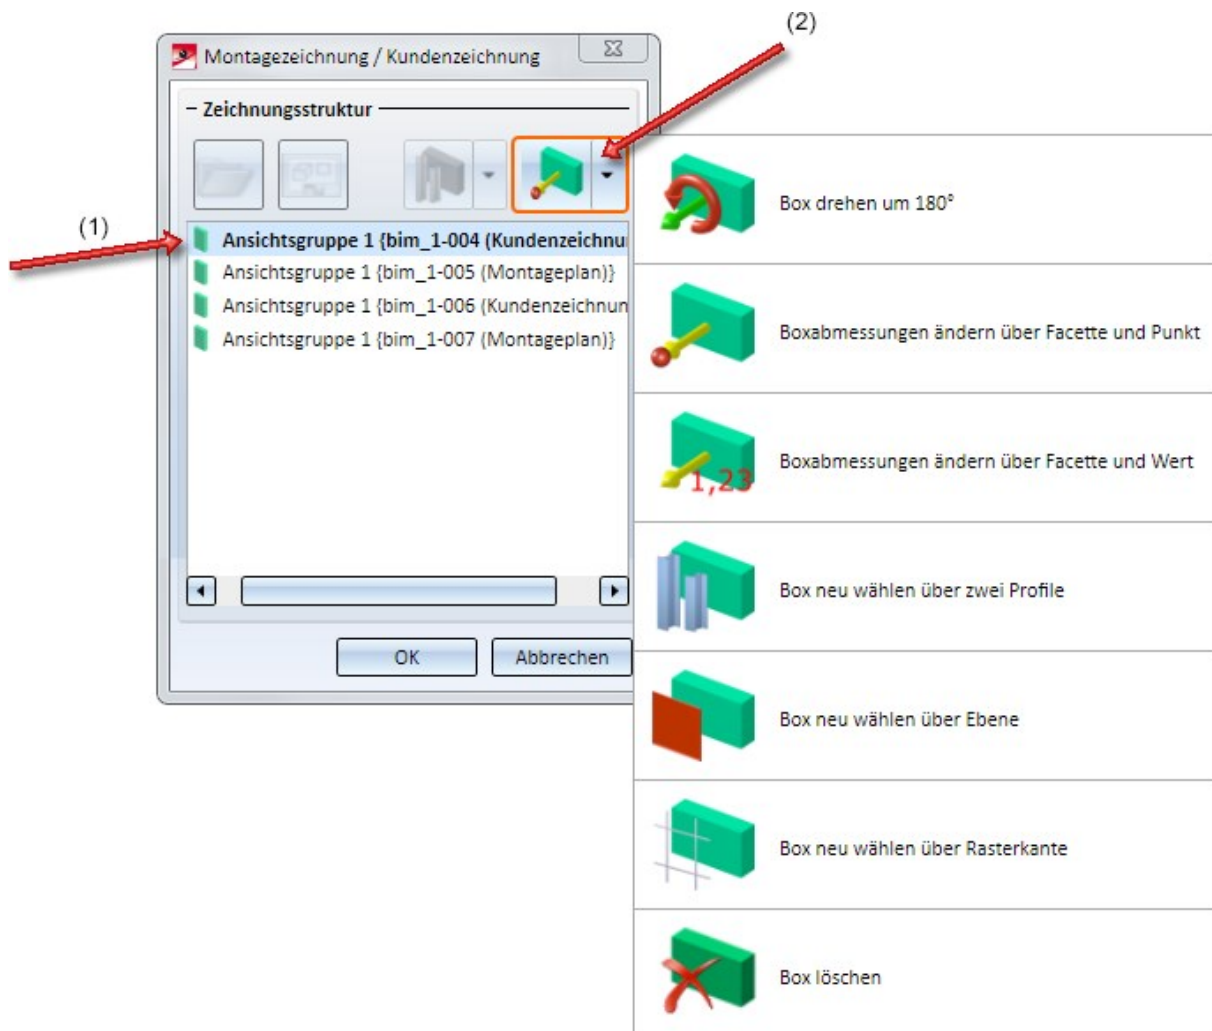 (2)
Montagezeichnung / Kundenzeichnung
Zeichnungsstruktur
(1)
Ansichtsgruppe 1 {bim_1-004 (Kundenzeichnu
Ansichtsgruppe 1 {bim_1-005 (Montageplan)}
Ansichtsgruppe 1 {bim_1-006 (Kundenzeichnun
Ansichtsgruppe 1 {bim_1-007 (Montageplan)}
OK
Abbrechen
Box drehen um 180°
Boxabmessungen ändern über Facette und Punkt
1,23
Boxabmessungen ändern über Facette und Wert
Box neu wählen über zwei Profile
Box neu wählen über Ebene
Box neu wählen über Rasterkante
Box löschen